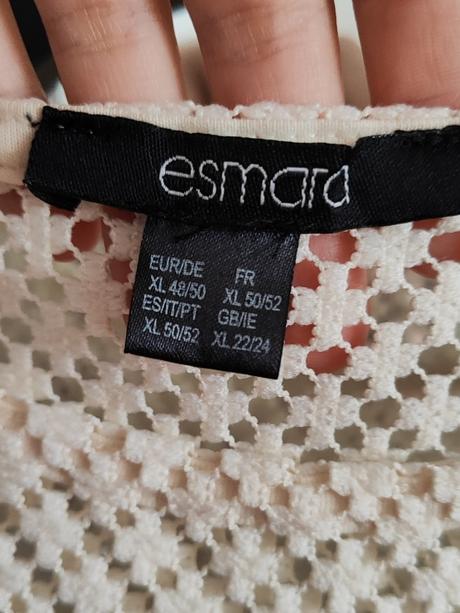 esmara
EUR/DE FR
XL 48/50 XL 50/52
ES/IT/PT GB/IE
XL 50/52 XL 22/24